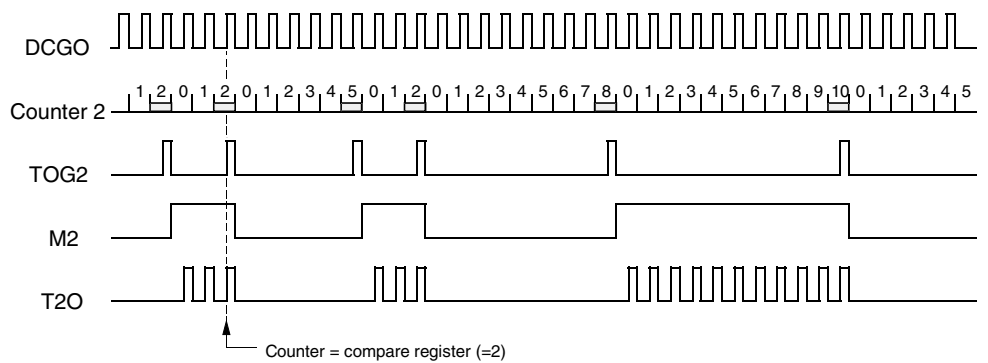 DCGO
Counter 2 1 2 0 1 2 0 1 2 3 4 5 0 1 2 0 1 2 3 4 5 6 7 8 0 1 2 3 4 5 6 7 8 9 10 0 1 2 3 4 5
TOG2
M2
T2O
Counter = compare register (=2)